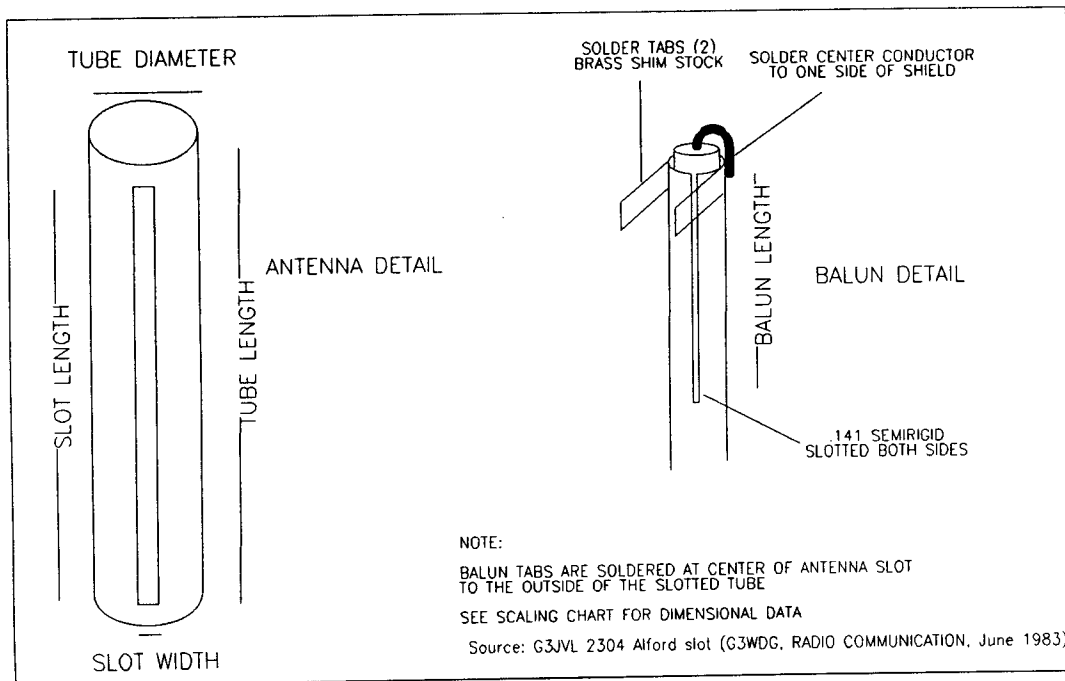 TUBE DIAMETER
SLOT LENGTH
TUBE LENGTH
ANTENNA DETAIL
SLOT WIDTH
SOLDER TABS (2)
BRASS SHIM STOCK
SOLDER CENTER CONDUCTOR
TO ONE SIDE OF SHIELD
BALUN LENGTH
BALUN DETAIL
.141 SEMIRIGID
SLOTTED BOTH SIDES
NOTE:
BALUN TABS ARE SOLDERED AT CENTER OF ANTENNA SLOT
TO THE OUTSIDE OF THE SLOTTED TUBE
SEE SCALING CHART FOR DIMENSIONAL DATA
Source: G3JVL 2304 Alford slot (G3WDG, RADIO COMMUNICATION, June 1983)